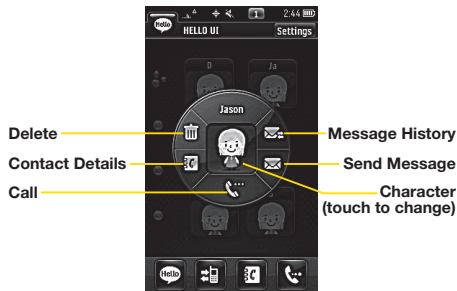 Hello
1
2:44
HELLO UI
Settings
D
Ja
Jason
Delete
Message History
Contact Details
Send Message
Call
Character
(touch to change)
Hello